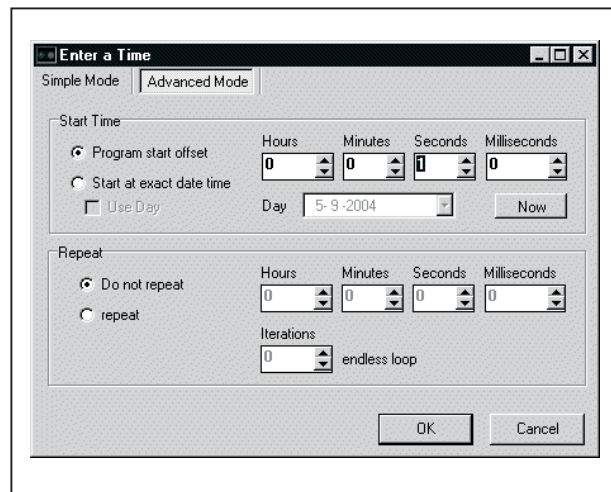 Enter a Time
Simple Mode Advanced Mode
Start Time
Hours Minutes Seconds Milliseconds
Program start offset 0 0 1 0
Start at exact date time
Use Day Day 5- 9 -2004 Now
Repeat
Hours Minutes Seconds Milliseconds
Do not repeat 0 0 0 0
repeat
Iterations
0 endless loop
OK Cancel